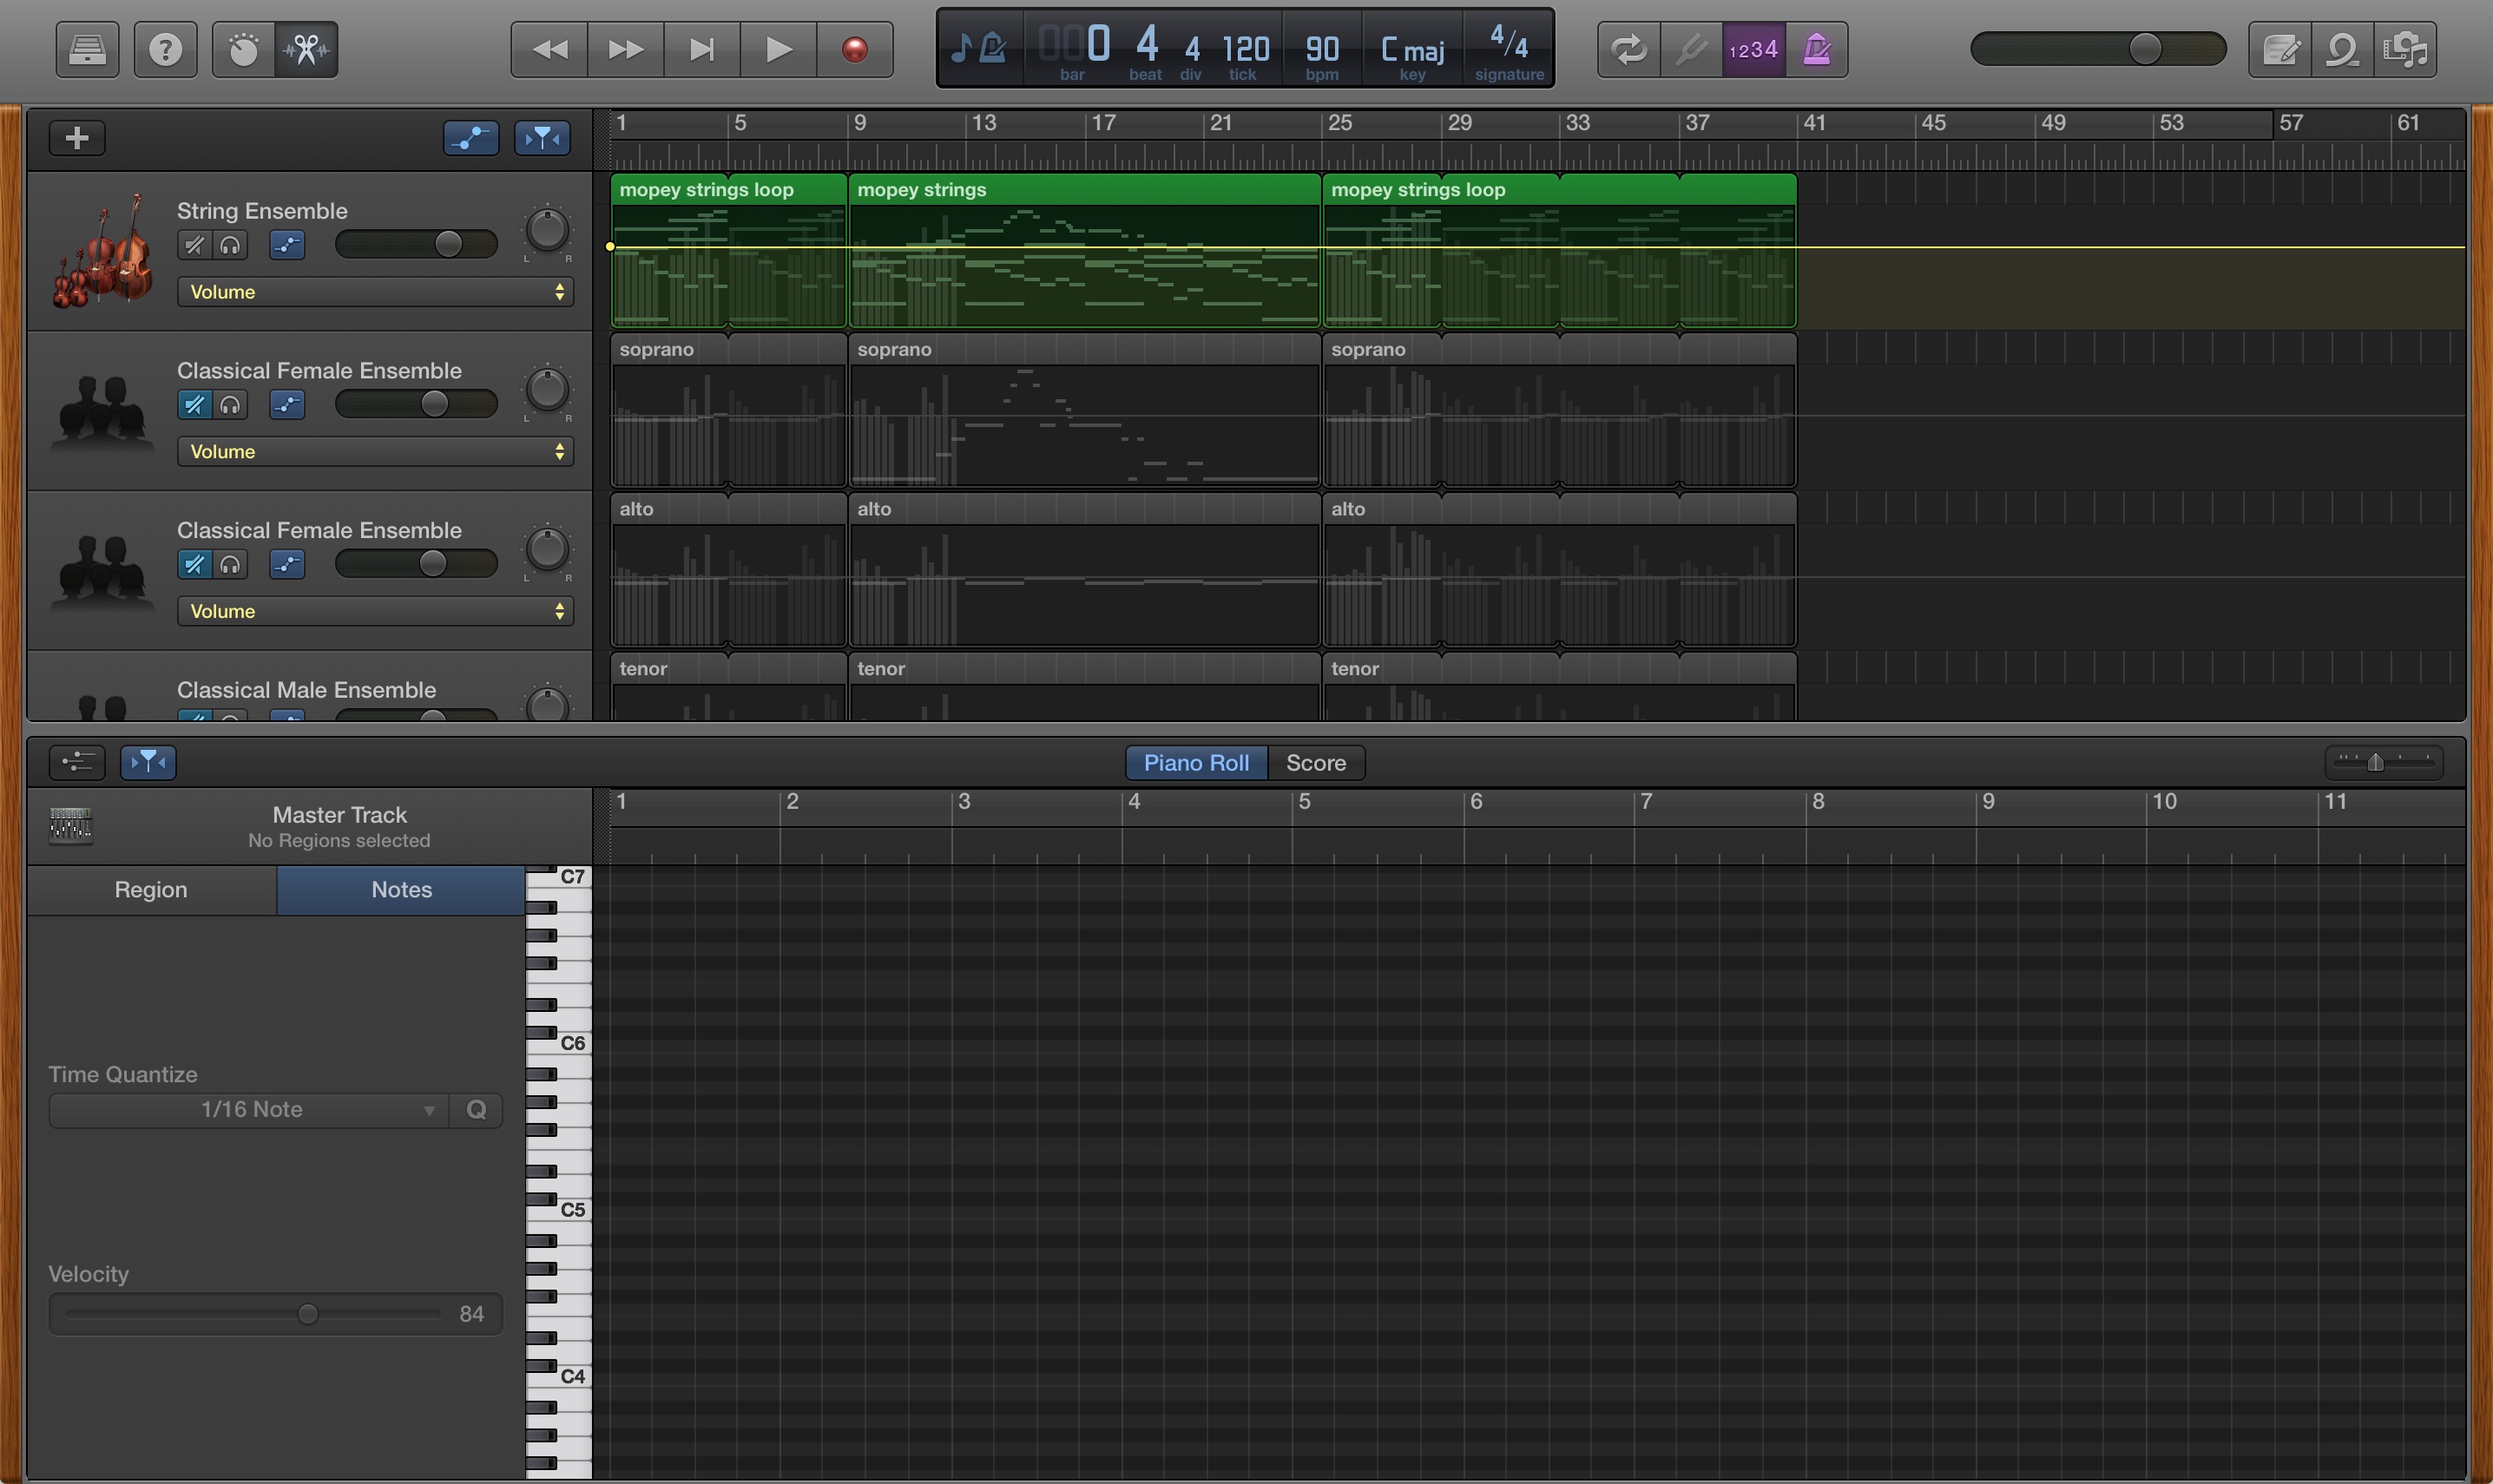 0 4 4 120 90 C maj 4/4
bar beat div tick bpm key signature
1234
1 5 9 13 17 21 25 29 33 37 41 45 49 53 57 61
mopey strings loop mopey strings mopey strings loop
String Ensemble
L R
Volume
soprano soprano soprano
Classical Female Ensemble
L R
Volume
alto alto alto
Classical Female Ensemble
L R
Volume
tenor tenor tenor
Classical Male Ensemble
Piano Roll Score
Master Track
No Regions selected
1 2 3 4 5 6 7 8 9 10 11
Region Notes
C7
C6
Time Quantize
1/16 Note Q
C5
Velocity
84
C4